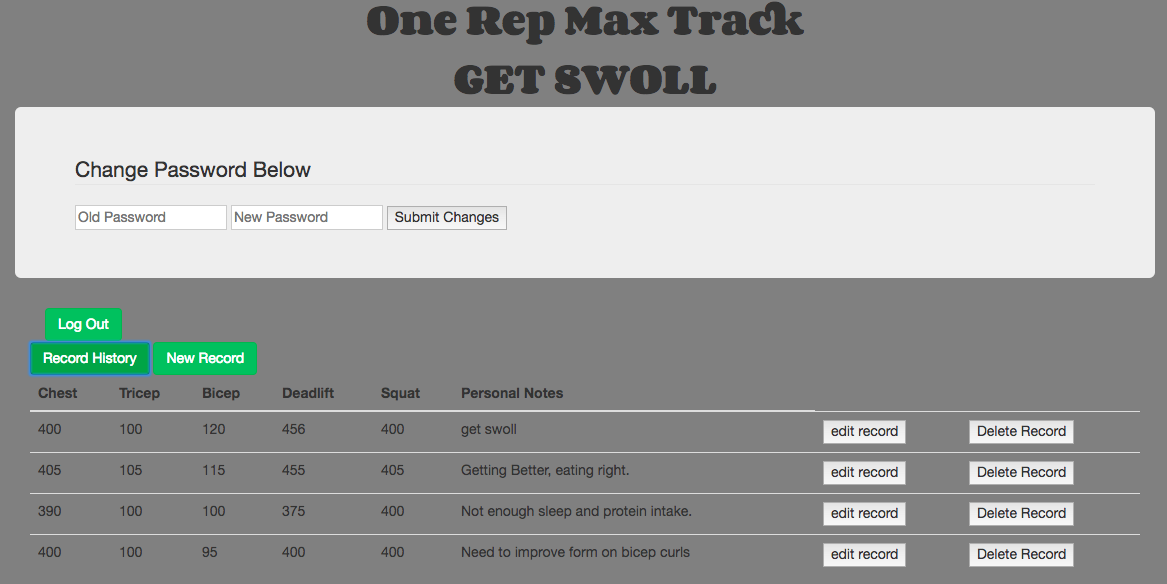 One Rep Max Track
GET SWOLL
Change Password Below
Old Password New Password Submit Changes
Log Out
Record History New Record
Chest Tricep Bicep Deadlift Squat Personal Notes
400 100 120 456 400 get swoll edit record Delete Record
405 105 115 455 405 Getting Better, eating right. edit record Delete Record
390 100 100 375 400 Not enough sleep and protein intake. edit record Delete Record
400 100 95 400 400 Need to improve form on bicep curls edit record Delete Record